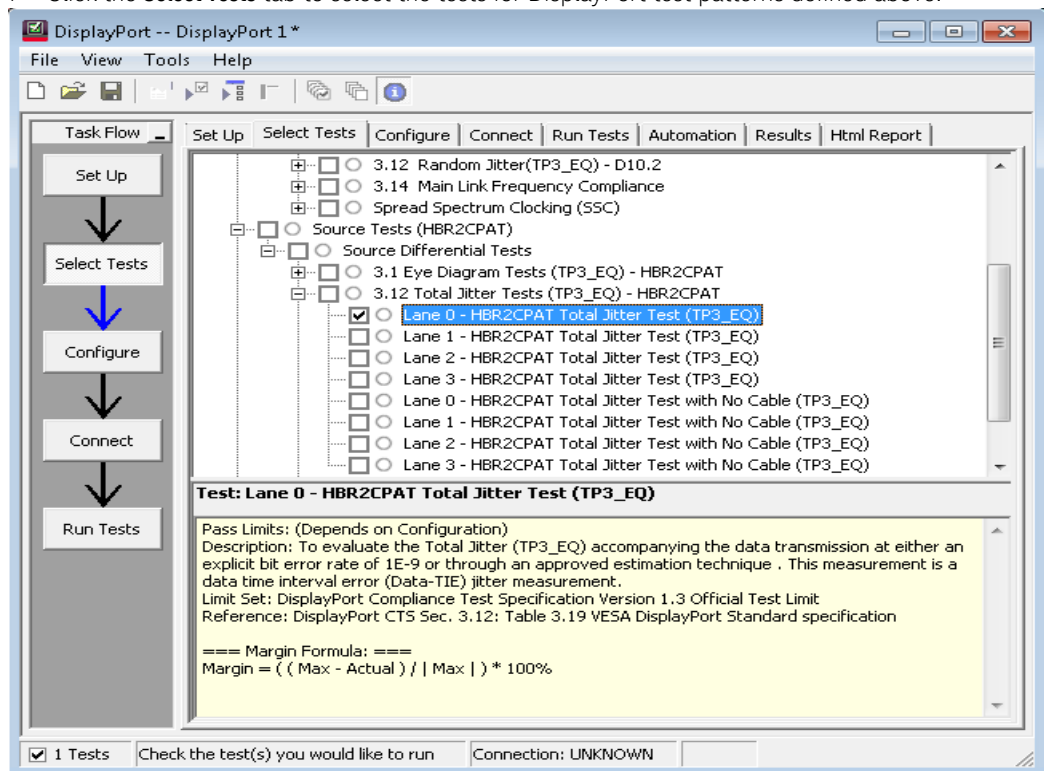 Click the Select Tests tab to select the tests for DisplayPort test patterns defined above.
DisplayPort -- DisplayPort 1*
File View Tools Help
Task Flow
Set Up
Select Tests
Configure
Connect
Run Tests
Set Up Select Tests Configure Connect Run Tests Automation Results Html Report
3.12 Random Jitter(TP3_EQ) - D10.2
3.14 Main Link Frequency Compliance
Spread Spectrum Clocking (SSC)
Source Tests (HBR2CPAT)
Source Differential Tests
3.1 Eye Diagram Tests (TP3_EQ) - HBR2CPAT
3.12 Total Jitter Tests (TP3_EQ) - HBR2CPAT
Lane 0 - HBR2CPAT Total Jitter Test (TP3_EQ)
Lane 1 - HBR2CPAT Total Jitter Test (TP3_EQ)
Lane 2 - HBR2CPAT Total Jitter Test (TP3_EQ)
Lane 3 - HBR2CPAT Total Jitter Test (TP3_EQ)
Lane 0 - HBR2CPAT Total Jitter Test with No Cable (TP3_EQ)
Lane 1 - HBR2CPAT Total Jitter Test with No Cable (TP3_EQ)
Lane 2 - HBR2CPAT Total Jitter Test with No Cable (TP3_EQ)
Lane 3 - HBR2CPAT Total Jitter Test with No Cable (TP3_EQ)
Test: Lane 0 - HBR2CPAT Total Jitter Test (TP3_EQ)
Pass Limits: (Depends on Configuration)
Description: To evaluate the Total Jitter (TP3_EQ) accompanying the data transmission at either an
explicit bit error rate of 1E-9 or through an approved estimation technique . This measurement is a
data time interval error (Data-TIE) jitter measurement.
Limit Set: DisplayPort Compliance Test Specification Version 1.3 Official Test Limit
Reference: DisplayPort CTS Sec. 3.12: Table 3.19 VESA DisplayPort Standard specification
=== Margin Formula: ===
Margin = ( ( Max - Actual ) / | Max | ) * 100%
1 Tests Check the test(s) you would like to run Connection: UNKNOWN